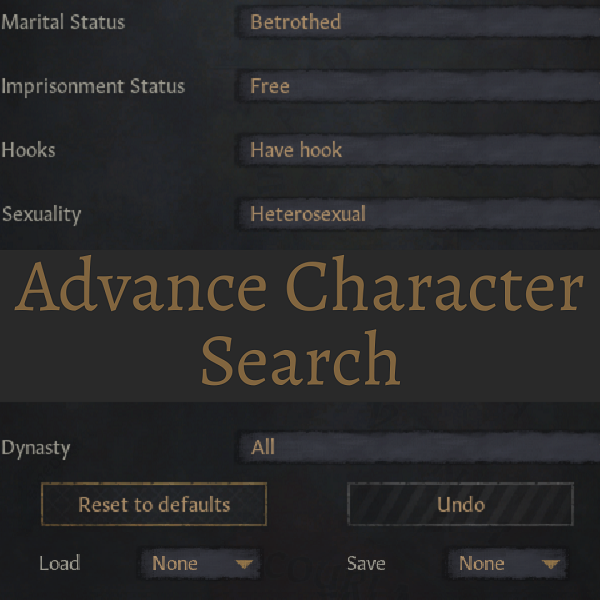 Marital Status Betrothed
Imprisonment Status Free
Hooks Have hook
Sexuality Heterosexual
Advance Character
Search
Dynasty All
Reset to defaults Undo
Load None Save None